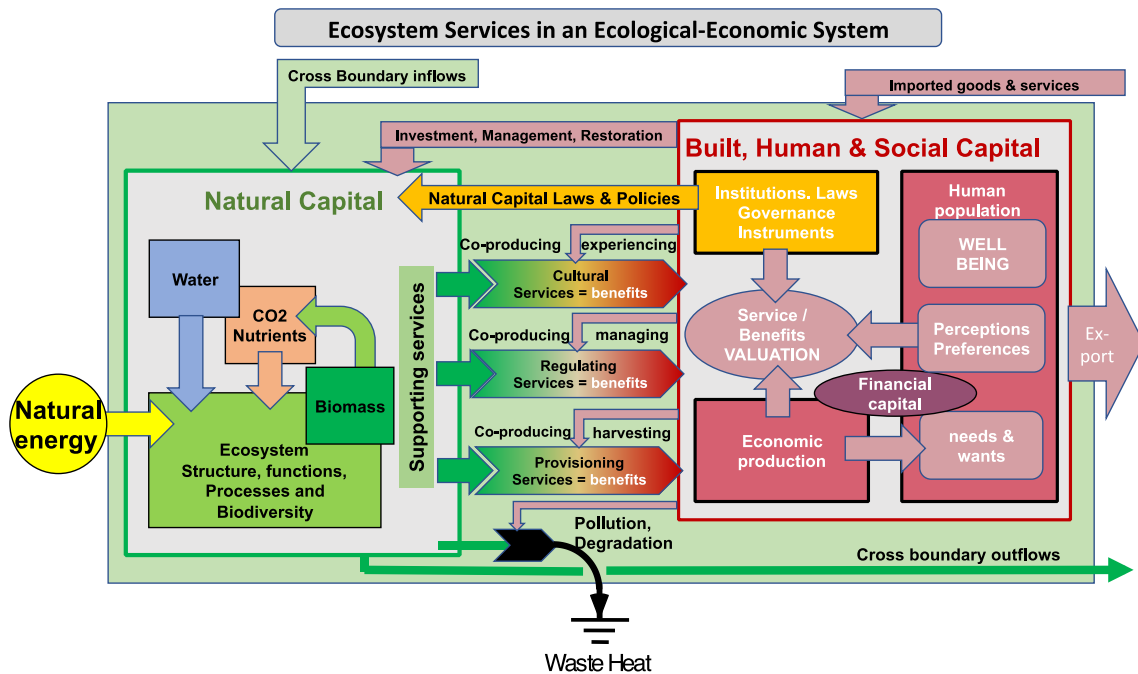 Ecosystem Services in an Ecological-Economic System
Cross Boundary inflows
Imported goods & services
Investment, Management, Restoration
Built, Human & Social Capital
Natural Capital
Natural Capital Laws & Policies
Institutions. Laws
Governance
Instruments
Human
population
WELL
BEING
Co-producing
experiencing
Cultural
Services = benefits
Water
CO2
Nutrients
Supporting services
Service /
Benefits
VALUATION
Perceptions
Preferences
Ex-
port
Co-producing
managing
Regulating
Services = benefits
Financial
capital
Natural
energy
Biomass
Ecosystem
Structure, functions,
Processes and
Biodiversity
Co-producing
harvesting
Provisioning
Services = benefits
Economic
production
needs &
wants
Pollution,
Degradation
Cross boundary outflows
Waste Heat